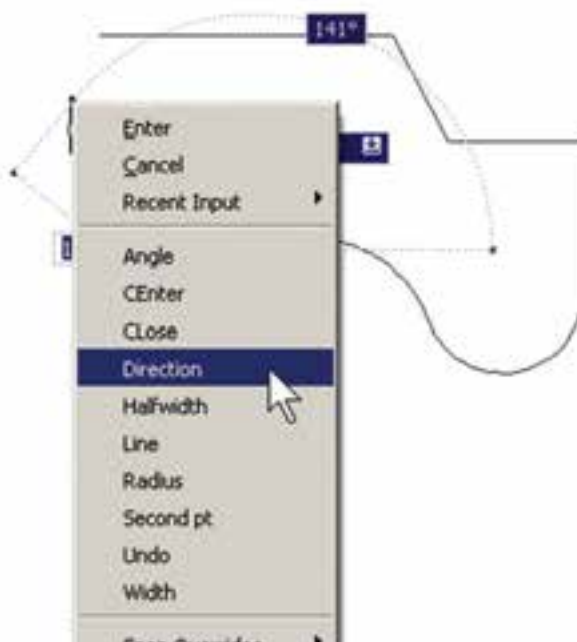 141°
Enter
Cancel
Recent Input
Angle
CEnter
CLose
Direction
Halfwidth
Line
Radius
Second pt
Undo
Width